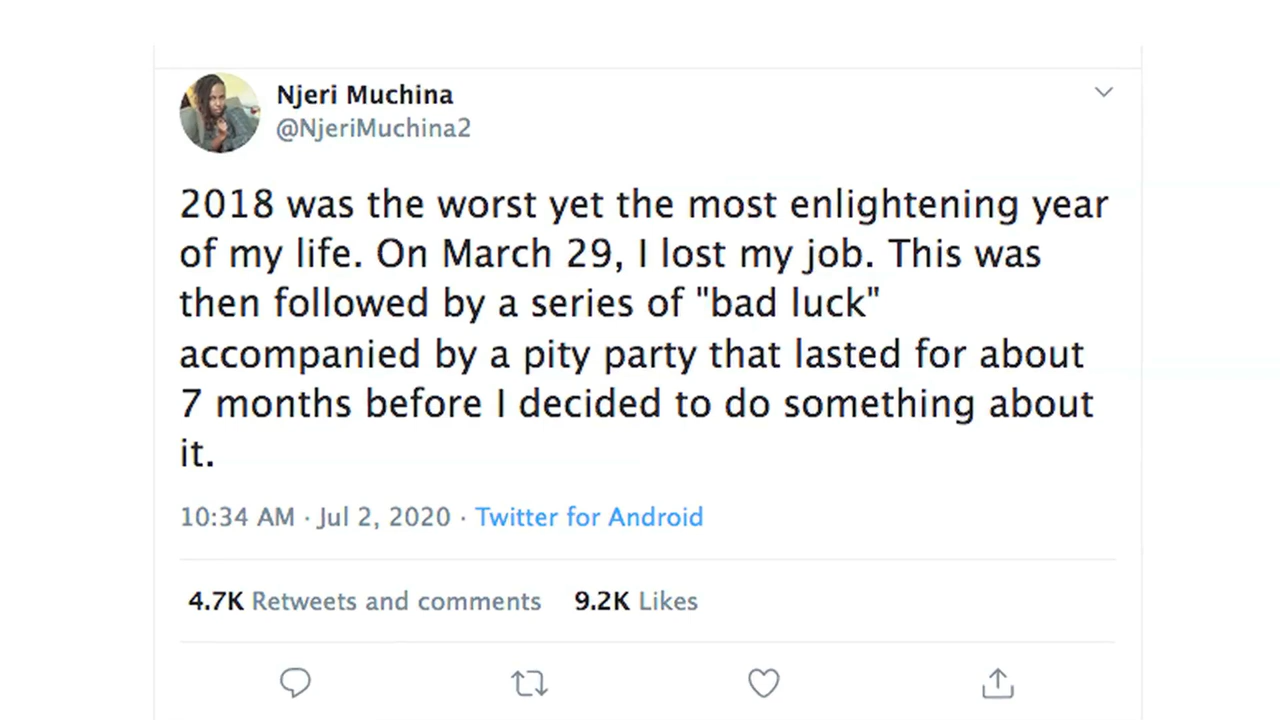 Njeri Muchina
@NjeriMuchina2
2018 was the worst yet the most enlightening year
of my life. On March 29, I lost my job. This was
then followed by a series of "bad luck"
accompanied by a pity party that lasted for about
7 months before I decided to do something about
it.
10:34 AM · Jul 2, 2020 · Twitter for Android
4.7K Retweets and comments 9.2K Likes